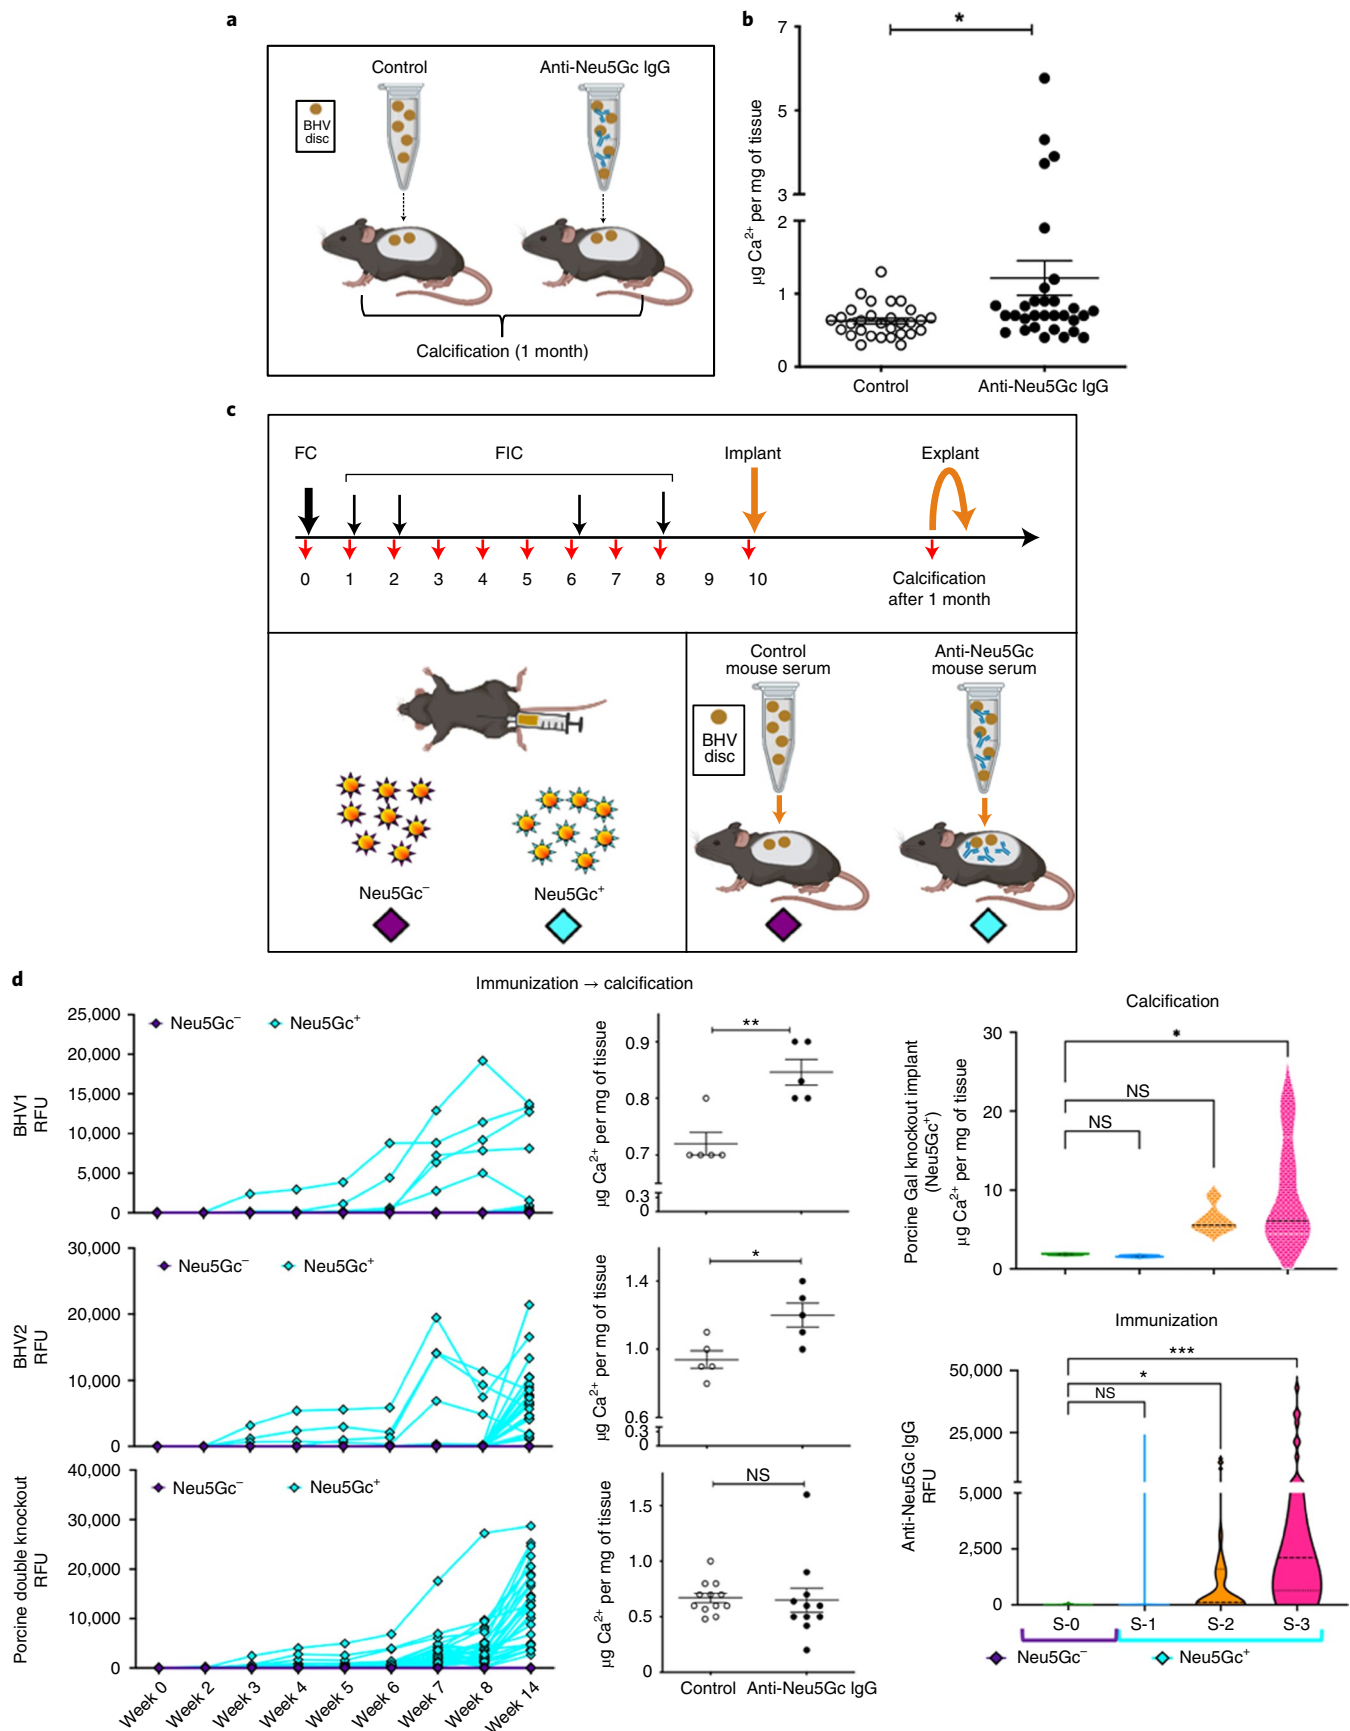 a
Control
Anti-Neu5Gc IgG
BHV
disc
Calcification (1 month)
b
*
7
5
3
2
1
0
µg Ca2+ per mg of tissue
Control
Anti-Neu5Gc IgG
c
FC
FIC
Implant
Explant
0 1 2 3 4 5 6 7 8 9 10
Calcification
after 1 month
Control
mouse serum
Anti-Neu5Gc
mouse serum
BHV
disc
Neu5Gc−
Neu5Gc+
d
Immunization → calcification
BHV1
RFU
25,000
20,000
15,000
10,000
5,000
0
Neu5Gc−
Neu5Gc+
µg Ca2+ per mg of tissue
0.9
0.8
0.7
0.3
0
**
BHV2
RFU
30,000
20,000
10,000
0
Neu5Gc−
Neu5Gc+
µg Ca2+ per mg of tissue
1.4
1.0
0.6
0.3
0
*
Porcine double knockout
RFU
40,000
30,000
20,000
10,000
0
Neu5Gc−
Neu5Gc+
Week 0
Week 2
Week 3
Week 4
Week 5
Week 6
Week 7
Week 8
Week 14
µg Ca2+ per mg of tissue
1.5
1.0
0.5
0
NS
Control
Anti-Neu5Gc IgG
Calcification
Porcine Gal knockout implant
(Neu5Gc+)
µg Ca2+ per mg of tissue
30
20
10
0
*
NS
NS
Immunization
Anti-Neu5Gc IgG
RFU
50,000
25,000
5,000
2,500
0
***
*
NS
S-0
S-1
S-2
S-3
Neu5Gc−
Neu5Gc+